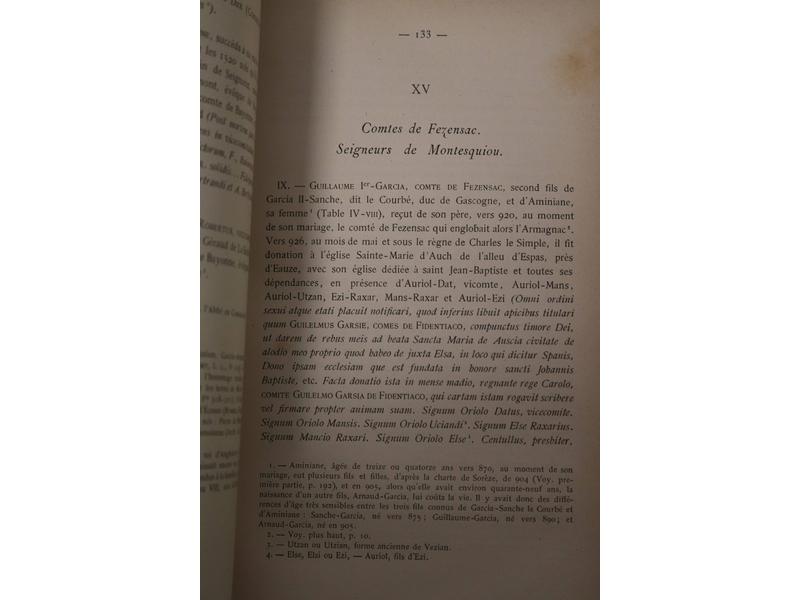 — 133 —
XV
Comtes de Fezensac.
Seigneurs de Montesquiou.
IX. — Guillaume Ier-Garcia, comte de Fezensac, second fils de
Garcia II-Sanche, dit le Courbé, duc de Gascogne, et d'Aminiane,
sa femme¹ (Table IV-VIII), reçut de son père, vers 920, au moment
de son mariage, le comté de Fezensac qui englobait alors l'Armagnac².
Vers 926, au mois de mai et sous le règne de Charles le Simple, il fit
donation à l'église Sainte-Marie d'Auch de l'alleu d'Espas, près
d'Eauze, avec son église dédiée à saint Jean-Baptiste et toutes ses
dépendances, en présence d'Auriol-Dat, vicomte, Auriol-Mans,
Auriol-Utzan, Ezi-Raxar, Mans-Raxar et Auriol-Ezi (Omni ordini
sexui atque etati placuit notificari, quod inferius libuit apicibus titulari
quum Guilelmus Garsie, comes de Fidentiaco, compunctus timore Dei,
ut darem de rebus meis ad beata Sancta Maria de Auscia civitate de
alodio meo proprio quod habeo de juxta Elsa, in loco qui dicitur Spanis,
Dono ipsam ecclesiam que est fundata in honore sancti Johannis
Baptiste, etc. Facta donatio ista in mense madio, regnante rege Carolo,
comite Guilelmo Garsia de Fidentiaco, qui cartam istam rogavit scribere
vel firmare propter animam suam. Signum Oriolo Datus, vicecomite.
Signum Oriolo Mansis. Signum Oriolo Uciandi³. Signum Else Raxarius.
Signum Mancio Raxari. Signum Oriolo Else⁴. Centullus, presbiter,
1. — Aminiane, âgée de treize ou quatorze ans vers 870, au moment de son
mariage, eut plusieurs fils et filles, d'après la charte de Sorèze, de 904 (Voy. pre-
mière partie, p. 192), et en 905, alors qu'elle avait environ quarante-neuf ans, la
naissance d'un autre fils, Arnaud-Garcia, lui coûta la vie. Il y avait donc des diffé-
rences d'âge très sensibles entre les trois fils connus de Garcia-Sanche le Courbé et
d'Aminiane : Sanche-Garcia, né vers 875 ; Guillaume-Garcia, né vers 890 ; et
Arnaud-Garcia, né en 905.
2. — Voy. plus haut, p. 10.
3. — Utzan ou Utzian, forme ancienne de Vezian.
4. — Else, Elzi ou Ezi, — Auriol, fils d'Ezi.